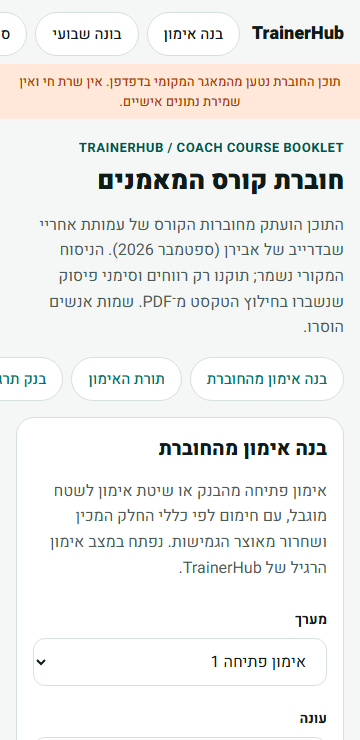 TrainerHub
בנה אימון
בונה שבועי
ס
תוכן החוברת נטען מהמאגר המקומי בדפדפן. אין שרת חי ואין
שמירת נתונים אישיים.
TRAINERHUB / COACH COURSE BOOKLET
חוברת קורס המאמנים
התוכן הועתק מחוברות הקורס של עמותת אחריי
שבדרייב של אבירן (ספטמבר 2026). הניסוח
המקורי נשמר; תוקנו רק רווחים וסימני פיסוק
שנשברו בחילוץ הטקסט מ־PDF. שמות אנשים
הוסרו.
בנה אימון מהחוברת
תורת האימון
בנק תרג
בנה אימון מהחוברת
אימון פתיחה מהבנק או שיטת אימון לשטח
מוגבל, עם חימום לפי כללי החלק המכין
ושחרור מאוצר הגמישות. נפתח במצב אימון
הרגיל של TrainerHub.
מערך
אימון פתיחה 1
עונה